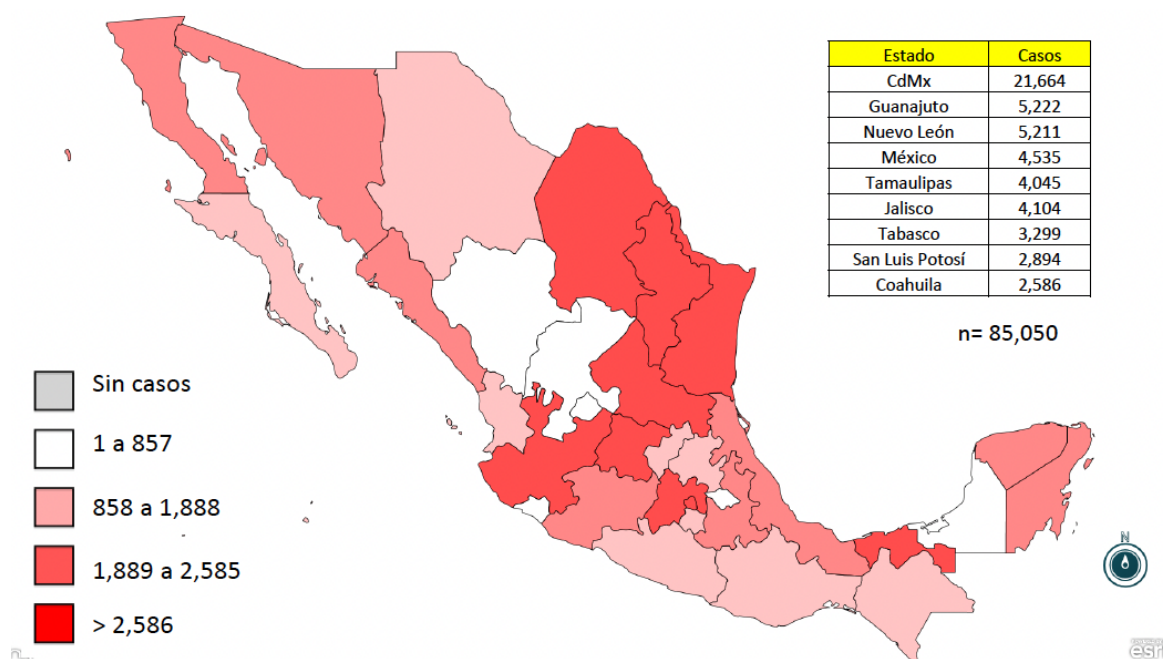 Estado Casos
CdMx 21,664
Guanajuto 5,222
Nuevo León 5,211
México 4,535
Tamaulipas 4,045
Jalisco 4,104
Tabasco 3,299
San Luis Potosí 2,894
Coahuila 2,586
n= 85,050
Sin casos
1 a 857
858 a 1,888
1,889 a 2,585
> 2,586
N
esri